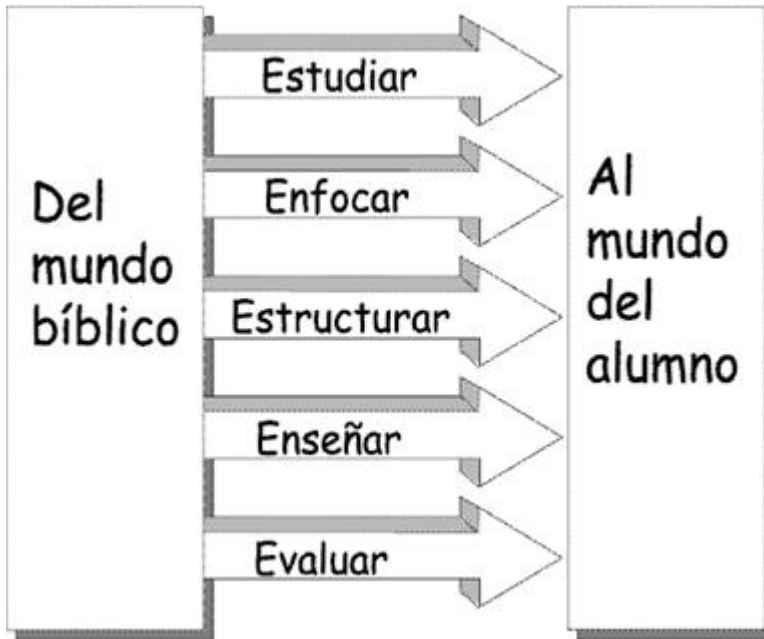 Del
mundo
bíblico
Estudiar
Enfocar
Estructurar
Enseñar
Evaluar
Al
mundo
del
alumno